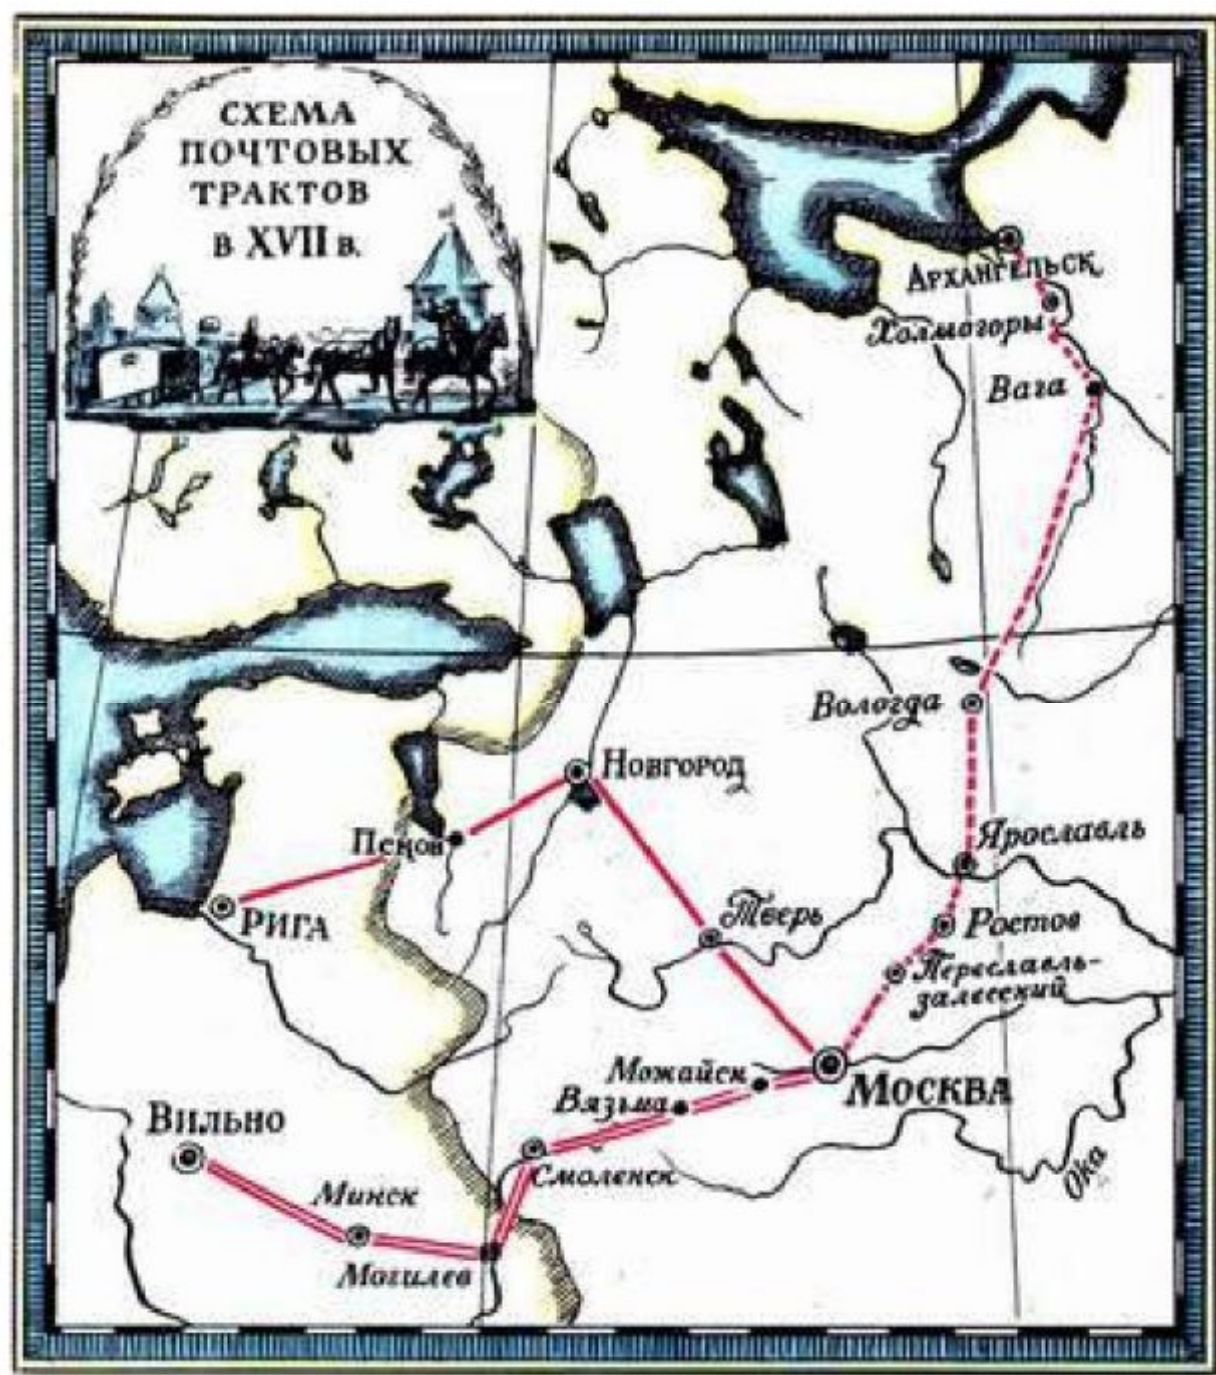 СХЕМА
ПОЧТОВЫХ
ТРАКТОВ
В XVII В.
АРХАНГЕЛЬСК
Холмогоры
Вага
Вологда
НОВГОРОД
Ярославль
Псков
Тверь
Ростов
РИГА
Переславль-
залесский
Можайск
МОСКВА
Вязьма
ВИЛЬНО
Смоленск
Ока
Минск
Могилев